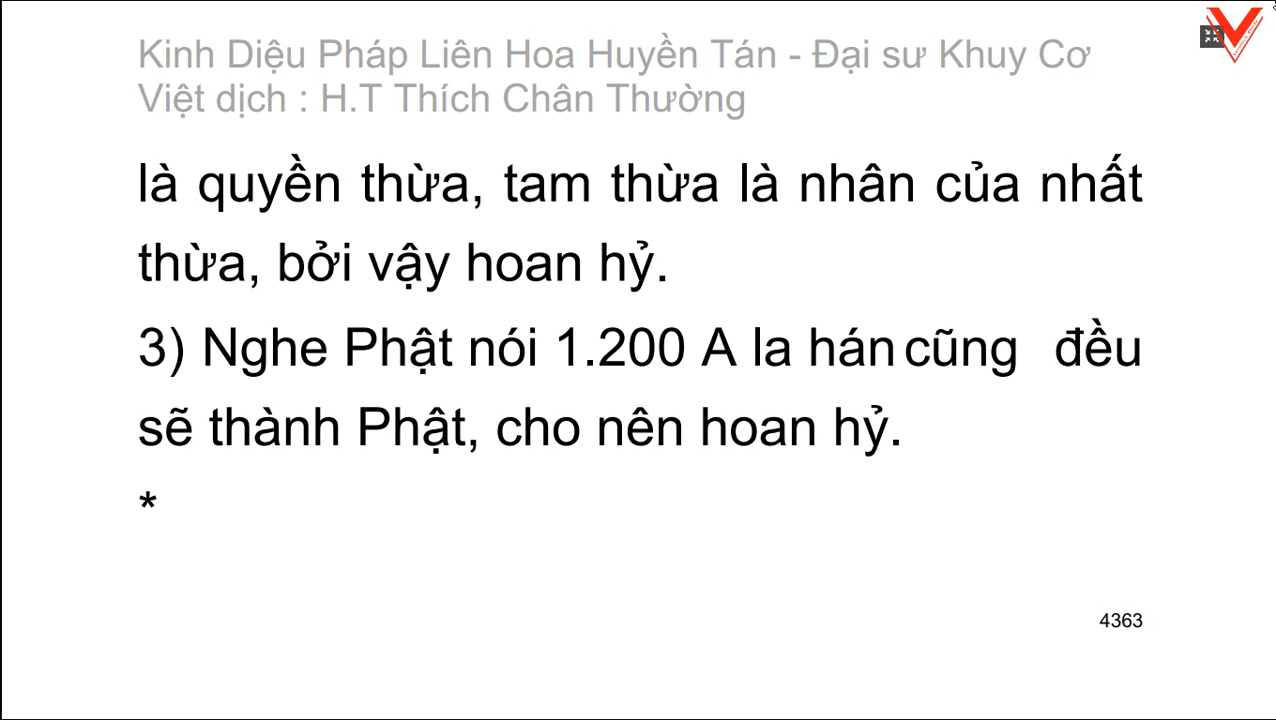 Kinh Diệu Pháp Liên Hoa Huyền Tán - Đại sư Khuy Cơ
Việt dịch : H.T Thích Chân Thường
là quyền thừa, tam thừa là nhân của nhất
thừa, bởi vậy hoan hỷ.
3) Nghe Phật nói 1.200 A la hán cũng đều
sẽ thành Phật, cho nên hoan hỷ.
*
4363